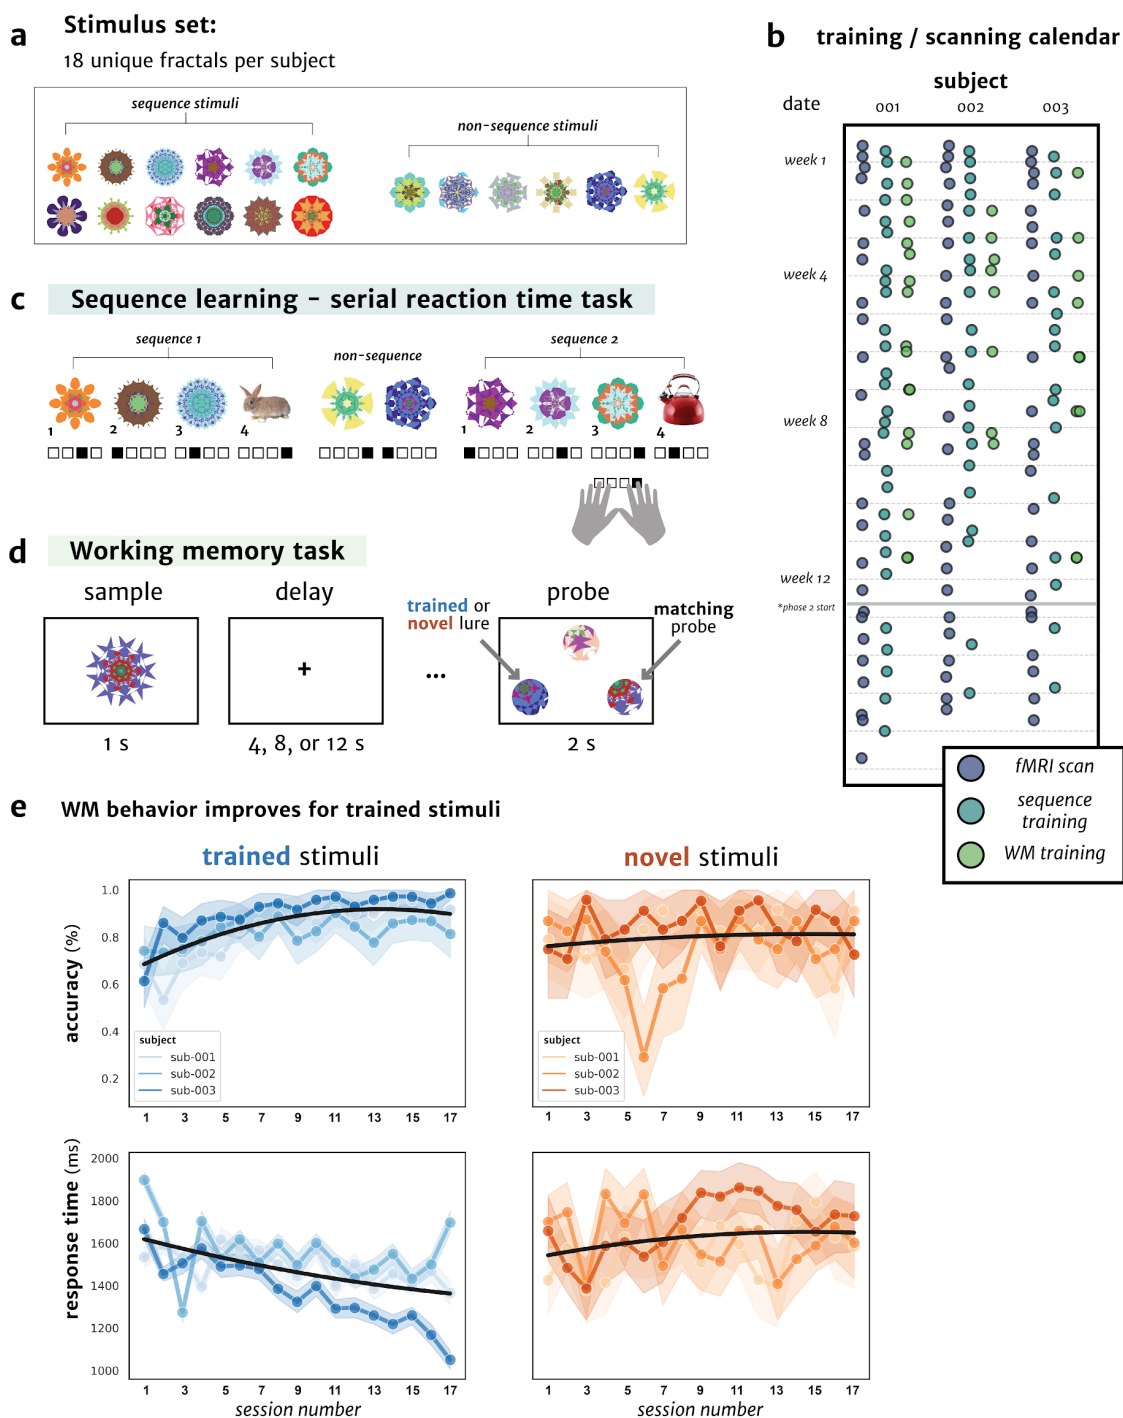 a
Stimulus set:
18 unique fractals per subject
sequence stimuli
non-sequence stimuli
b
training / scanning calendar
subject
date
001
002
003
week 1
week 4
week 8
week 12
*phase 2 start
fMRI scan
sequence
training
WM training
c
Sequence learning - serial reaction time task
sequence 1
non-sequence
sequence 2
1
2
3
4
1
2
3
4
d
Working memory task
sample
delay
probe
trained or
novel lure
matching
probe
+
...
1 s
4, 8, or 12 s
2 s
e
WM behavior improves for trained stimuli
trained stimuli
novel stimuli
accuracy (%)
1.0
0.8
0.6
0.4
0.2
subject
sub-001
sub-002
sub-003
1 3 5 7 9 11 13 15 17
subject
sub-001
sub-002
sub-003
1 3 5 7 9 11 13 15 17
response time (ms)
2000
1800
1600
1400
1200
1000
1 3 5 7 9 11 13 15 17
session number
1 3 5 7 9 11 13 15 17
session number